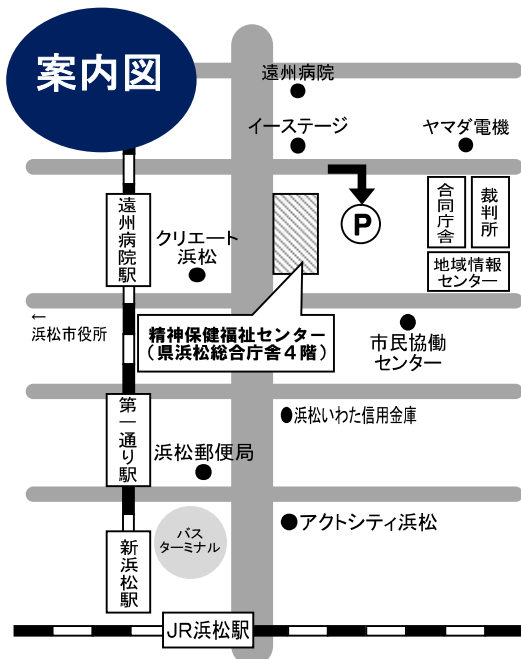 案内図
遠州病院
イーステージ
ヤマダ電機
P
合同庁舎
裁判所
遠州病院駅
クリエート
浜松
地域情報
センター
←
浜松市役所
精神保健福祉センター
（県浜松総合庁舎４階）
市民協働
センター
第一通り駅
浜松いわた信用金庫
浜松郵便局
バス
ターミナル
アクトシティ浜松
新浜松駅
JR浜松駅